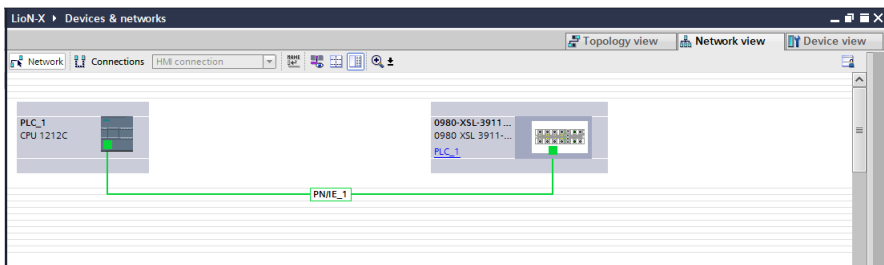 LioN-X ▸ Devices & networks
Topology view Network view Device view
Network Connections HMI connection
PLC_1
CPU 1212C
0980-XSL-3911...
0980 XSL 3911-...
PLC_1
PN/IE_1